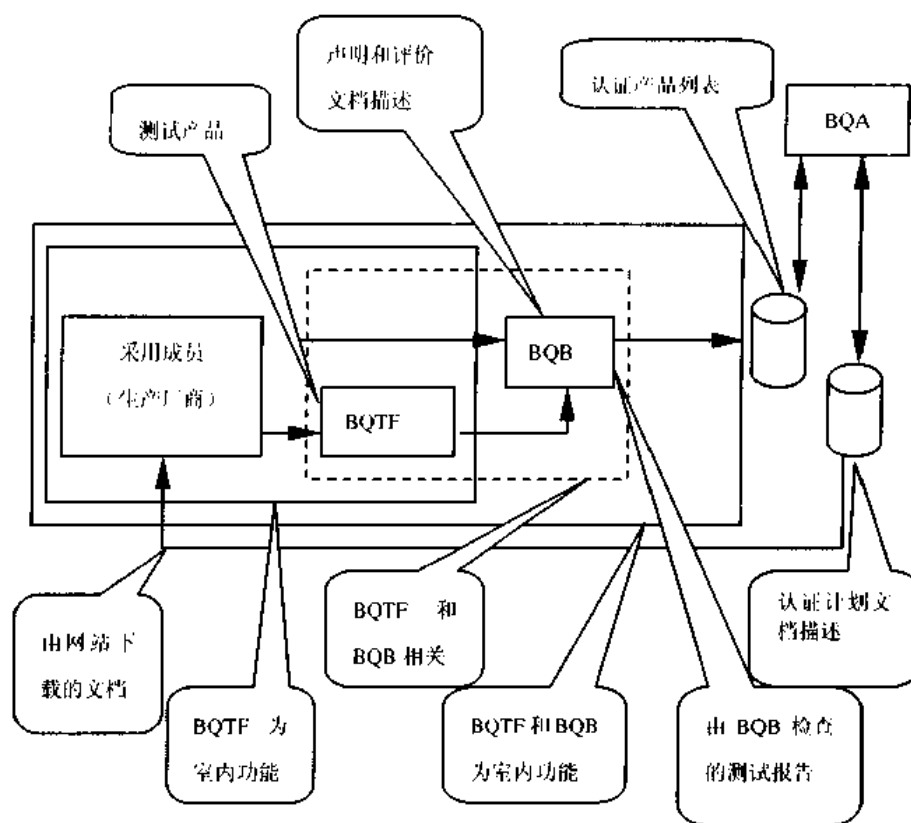 声明和评价
文档描述
认证产品列表
测试产品
BQA
采用成员
（生产厂商）
BQB
BQTF
由网站下
载的文档
BQTF 为
室内功能
BQTF 和
BQB 相关
BQTF和BQB
为室内功能
由 BQB 检查
的测试报告
认证计划文
档描述